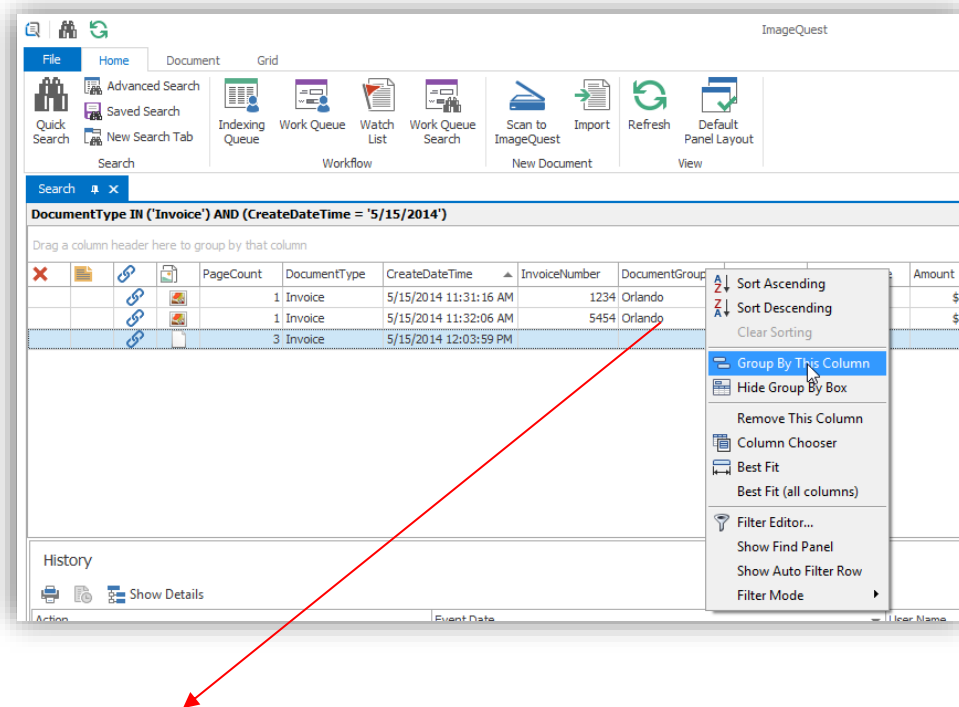 ImageQuest
File Home Document Grid
Quick Search
Advanced Search
Saved Search
New Search Tab
Indexing Queue
Work Queue
Watch List
Work Queue Search
Scan to ImageQuest
Import
Refresh
Default Panel Layout
Search Workflow New Document View
Search
DocumentType IN ('Invoice') AND (CreateDateTime = '5/15/2014')
Drag a column header here to group by that column
PageCount DocumentType CreateDateTime InvoiceNumber DocumentGroup Amount
1 Invoice 5/15/2014 11:31:16 AM 1234 Orlando $
1 Invoice 5/15/2014 11:32:06 AM 5454 Orlando $
3 Invoice 5/15/2014 12:03:59 PM
Sort Ascending
Sort Descending
Clear Sorting
Group By This Column
Hide Group By Box
Remove This Column
Column Chooser
Best Fit
Best Fit (all columns)
Filter Editor...
Show Find Panel
Show Auto Filter Row
Filter Mode
History
Show Details
Action Event Date User Name